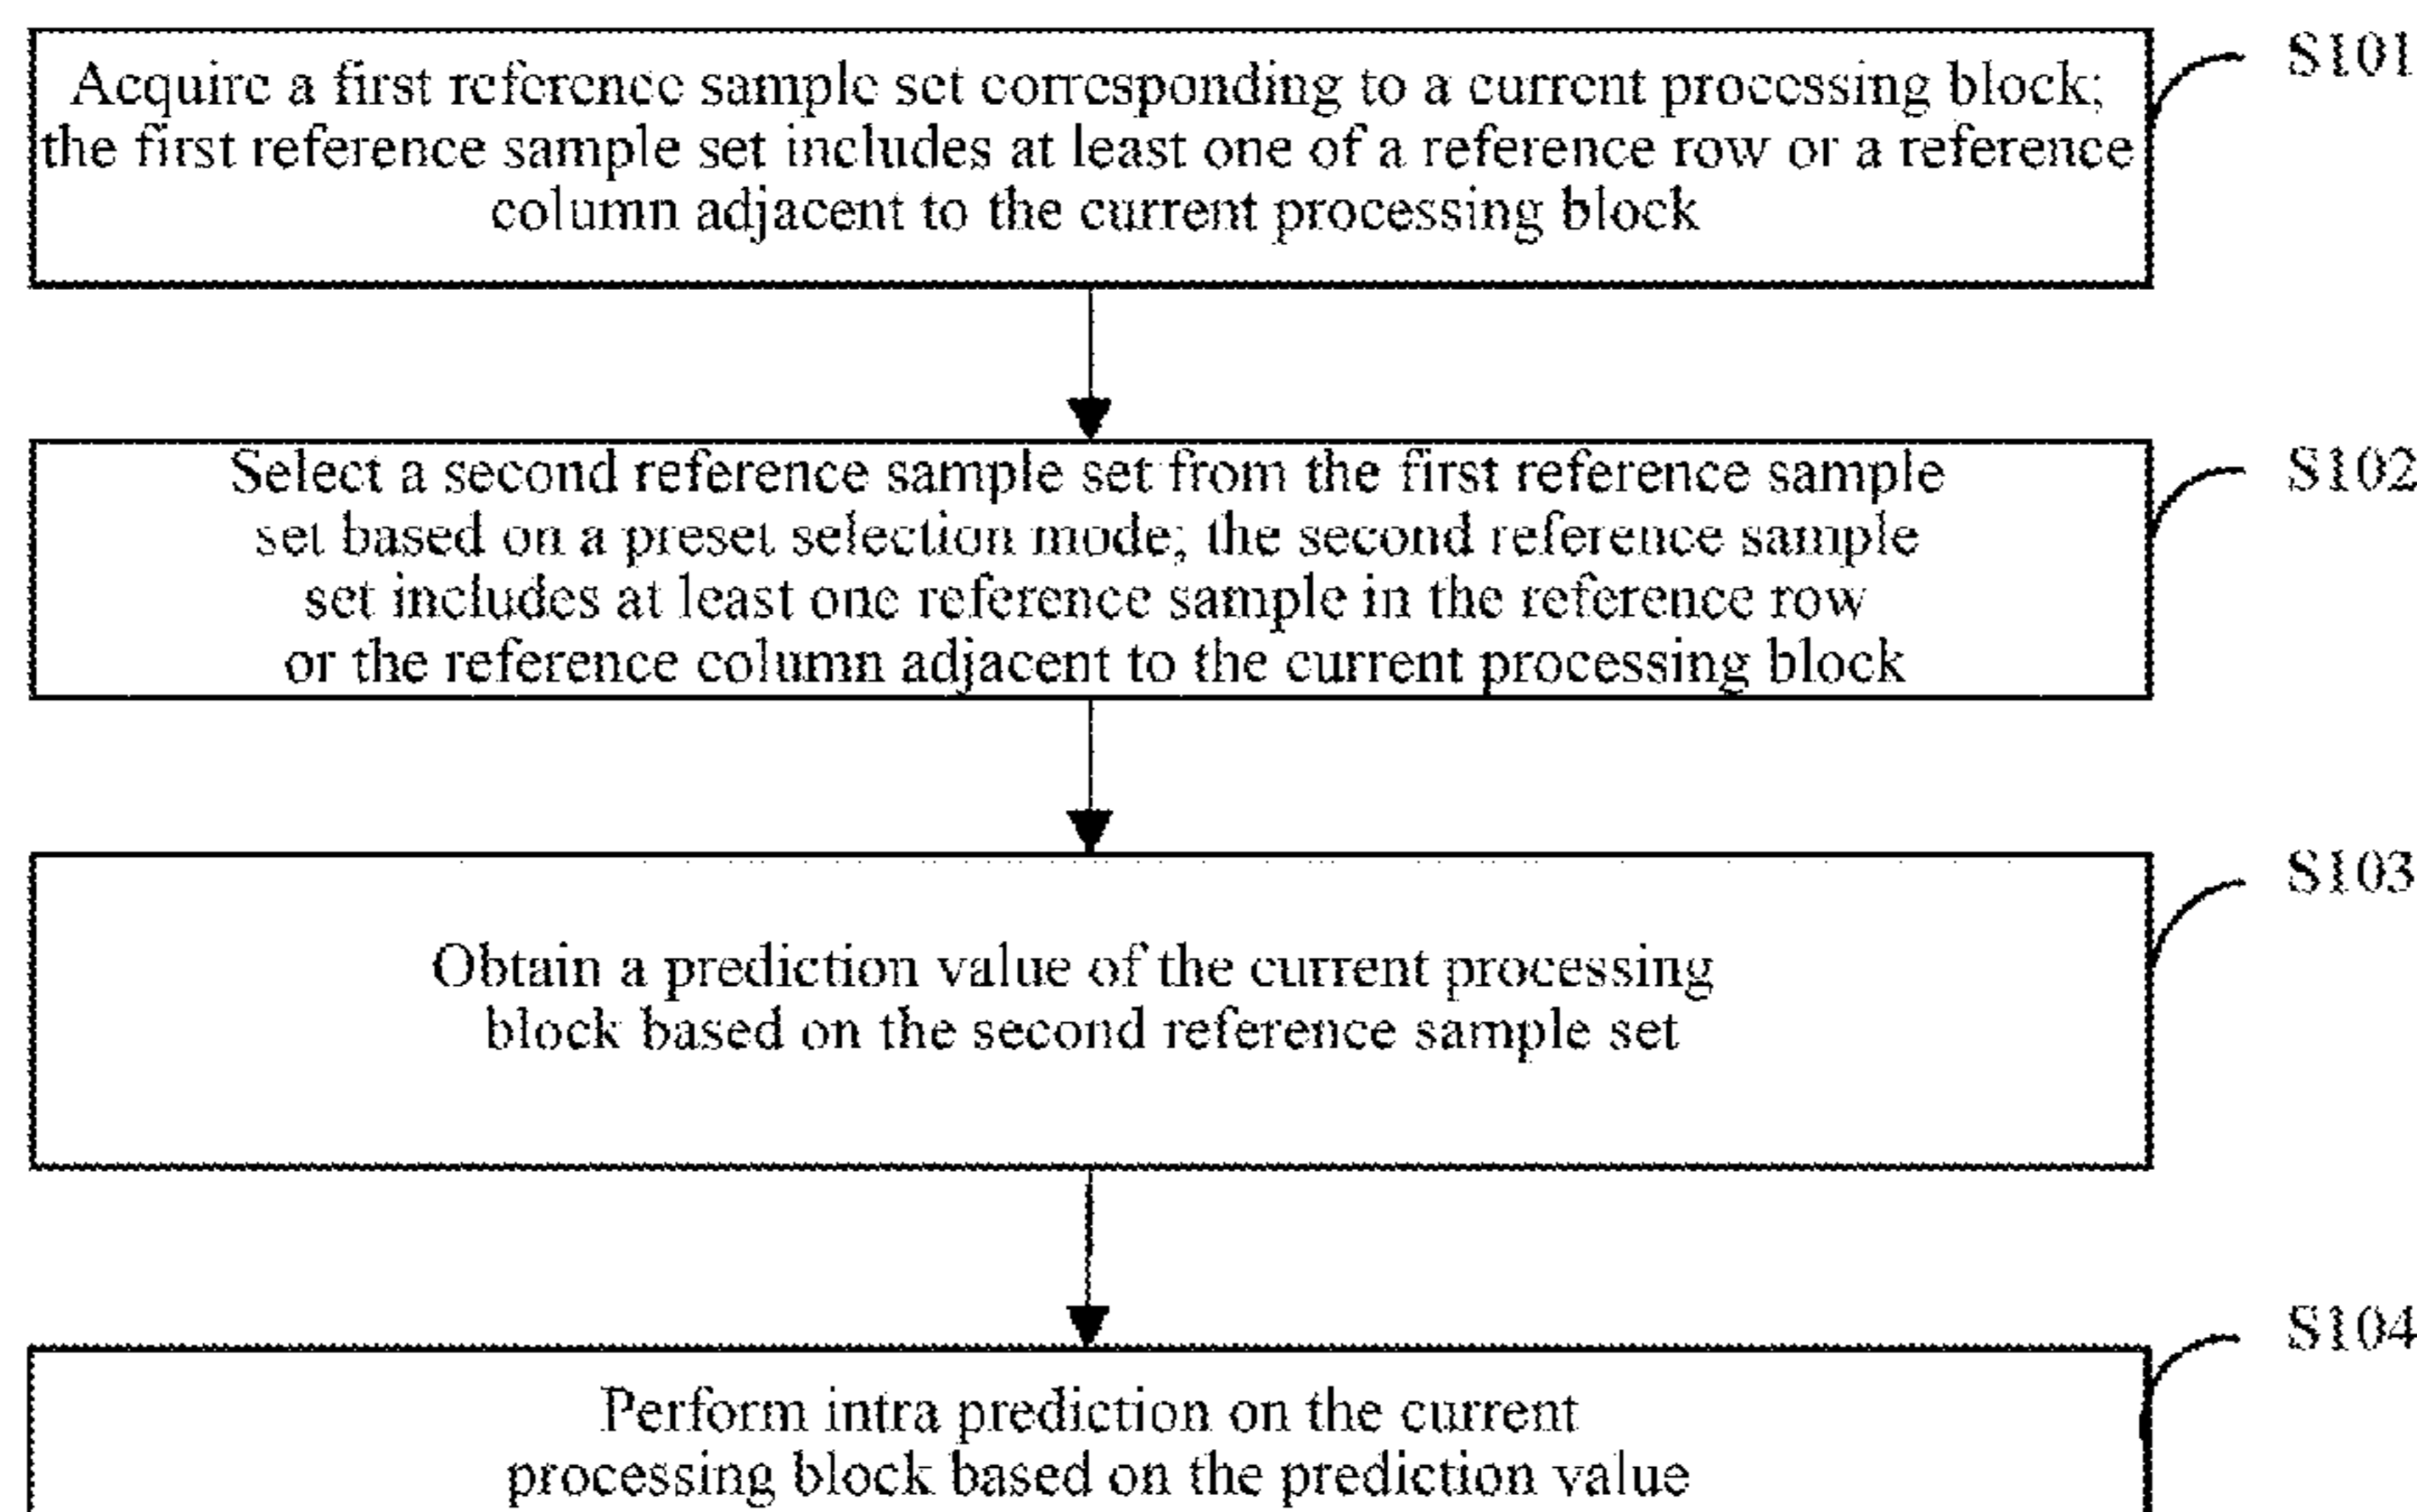 Acquire a first reference sample set corresponding to a current processing block;
the first reference sample set includes at least one of a reference row or a reference
column adjacent to the current processing block
S101
Select a second reference sample set from the first reference sample
set based on a preset selection mode; the second reference sample
set includes at least one reference sample in the reference row
or the reference column adjacent to the current processing block
S102
Obtain a prediction value of the current processing
block based on the second reference sample set
S103
Perform intra prediction on the current
processing block based on the prediction value
S104